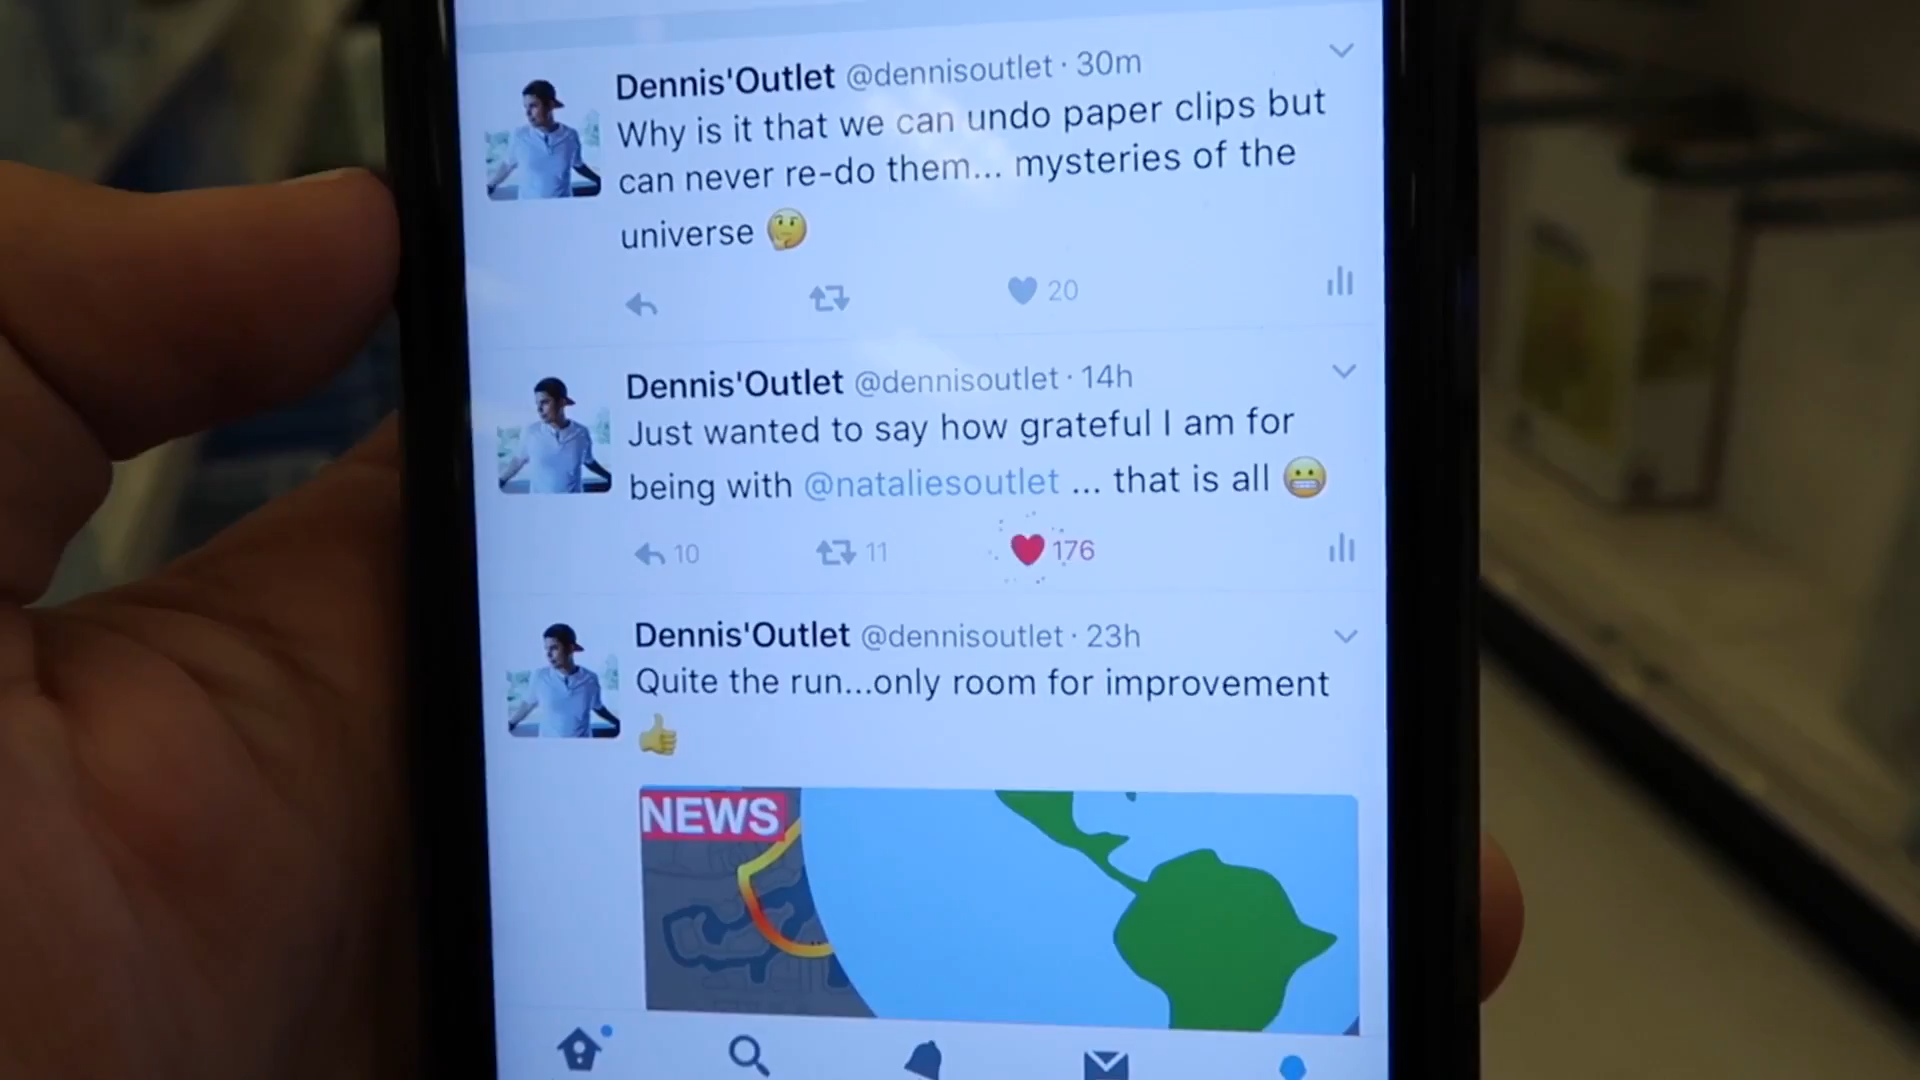 Dennis'Outlet @dennisoutlet · 30m
Why is it that we can undo paper clips but
can never re-do them... mysteries of the
universe 🤔
20
Dennis'Outlet @dennisoutlet · 14h
Just wanted to say how grateful I am for
being with @nataliesoutlet ... that is all 😬
10 11 176
Dennis'Outlet @dennisoutlet · 23h
Quite the run...only room for improvement
👍
NEWS